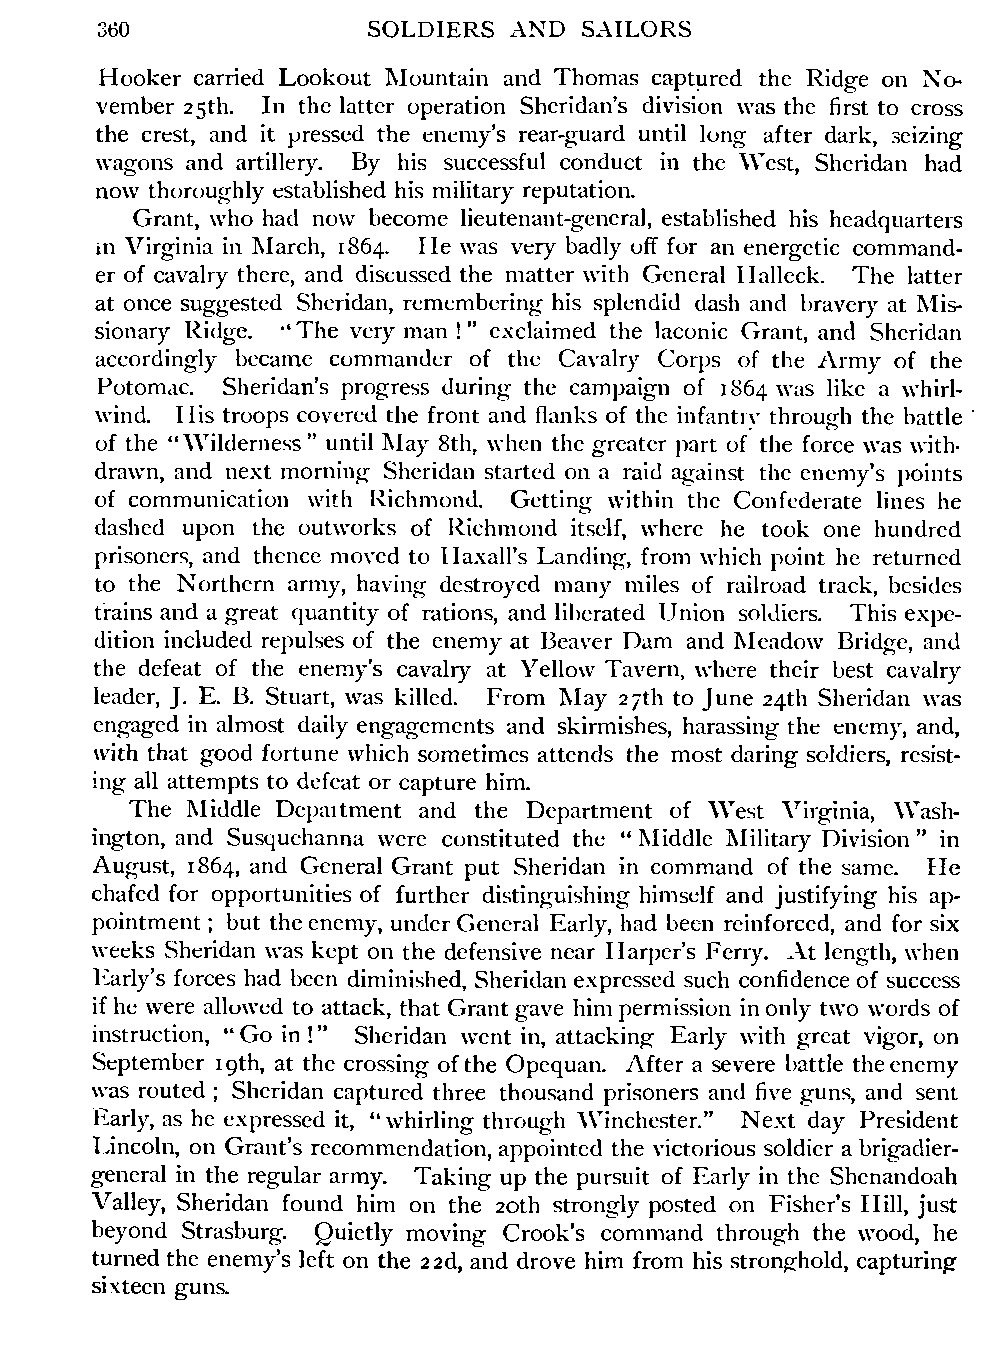 360 SOLDIERS AND SAILORS
Hooker carried Lookout Mountain and Thomas captured the Ridge on No-
vember 25th. In the latter operation Sheridan's division was the first to cross
the crest, and it pressed the enemy's rear-guard until long after dark, seizing
wagons and artillery. By his successful conduct in the West, Sheridan had
now thoroughly established his military reputation.
Grant, who had now become lieutenant-general, established his headquarters
in Virginia in March, 1864. He was very badly off for an energetic command-
er of cavalry there, and discussed the matter with General Halleck. The latter
at once suggested Sheridan, remembering his splendid dash and bravery at Mis-
sionary Ridge. "The very man!" exclaimed the laconic Grant, and Sheridan
accordingly became commander of the Cavalry Corps of the Army of the
Potomac. Sheridan's progress during the campaign of 1864 was like a whirl-
wind. His troops covered the front and flanks of the infantry through the battle
of the "Wilderness" until May 8th, when the greater part of the force was with-
drawn, and next morning Sheridan started on a raid against the enemy's points
of communication with Richmond. Getting within the Confederate lines he
dashed upon the outworks of Richmond itself, where he took one hundred
prisoners, and thence moved to Haxall's Landing, from which point he returned
to the Northern army, having destroyed many miles of railroad track, besides
trains and a great quantity of rations, and liberated Union soldiers. This expe-
dition included repulses of the enemy at Beaver Dam and Meadow Bridge, and
the defeat of the enemy's cavalry at Yellow Tavern, where their best cavalry
leader, J. E. B. Stuart, was killed. From May 27th to June 24th Sheridan was
engaged in almost daily engagements and skirmishes, harassing the enemy, and,
with that good fortune which sometimes attends the most daring soldiers, resist-
ing all attempts to defeat or capture him.
The Middle Department and the Department of West Virginia, Wash-
ington, and Susquehanna were constituted the "Middle Military Division" in
August, 1864, and General Grant put Sheridan in command of the same. He
chafed for opportunities of further distinguishing himself and justifying his ap-
pointment; but the enemy, under General Early, had been reinforced, and for six
weeks Sheridan was kept on the defensive near Harper's Ferry. At length, when
Early's forces had been diminished, Sheridan expressed such confidence of success
if he were allowed to attack, that Grant gave him permission in only two words of
instruction, "Go in!" Sheridan went in, attacking Early with great vigor, on
September 19th, at the crossing of the Opequan. After a severe battle the enemy
was routed; Sheridan captured three thousand prisoners and five guns, and sent
Early, as he expressed it, "whirling through Winchester." Next day President
Lincoln, on Grant's recommendation, appointed the victorious soldier a brigadier-
general in the regular army. Taking up the pursuit of Early in the Shenandoah
Valley, Sheridan found him on the 20th strongly posted on Fisher's Hill, just
beyond Strasburg. Quietly moving Crook's command through the wood, he
turned the enemy's left on the 22d, and drove him from his stronghold, capturing
sixteen guns.